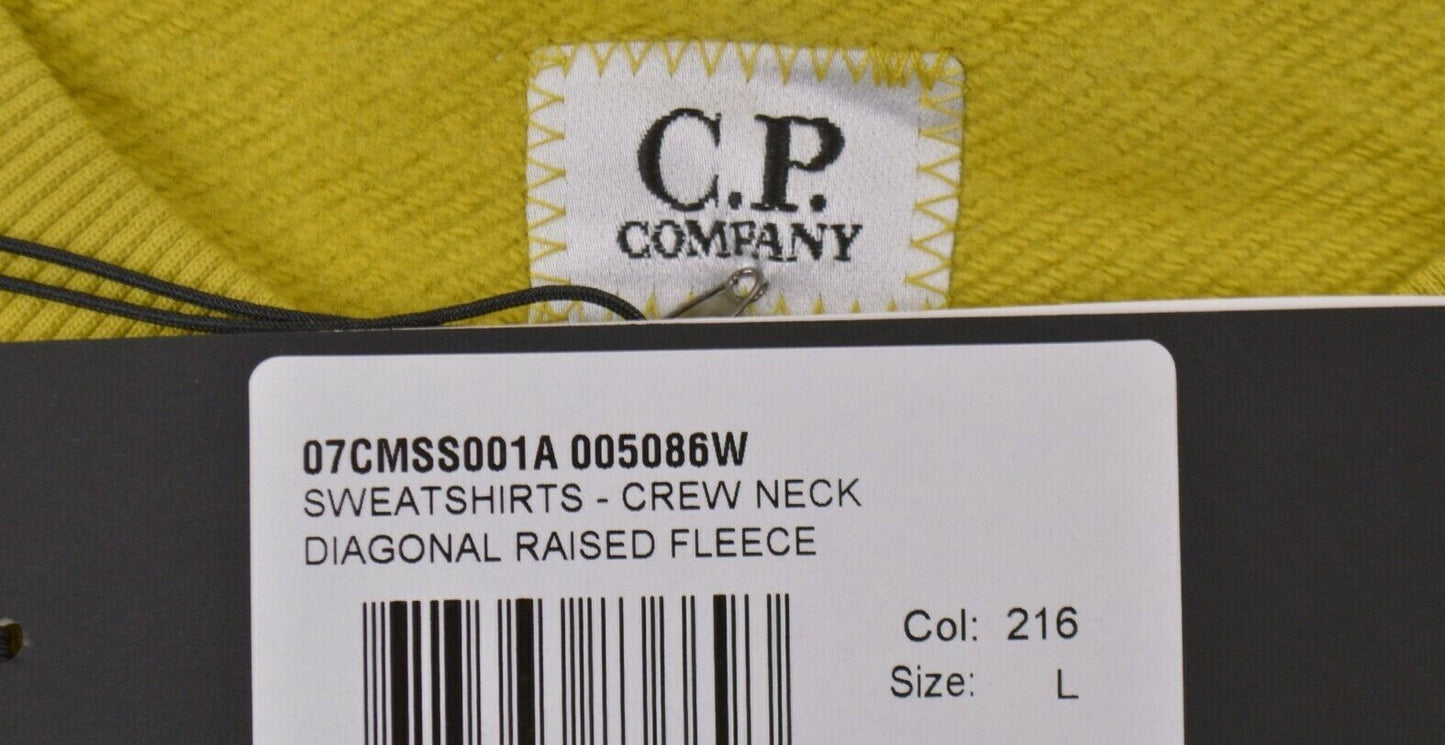 C.P.
COMPANY
07CMSS001A 005086W
SWEATSHIRTS - CREW NECK
DIAGONAL RAISED FLEECE
Col: 216
Size: L